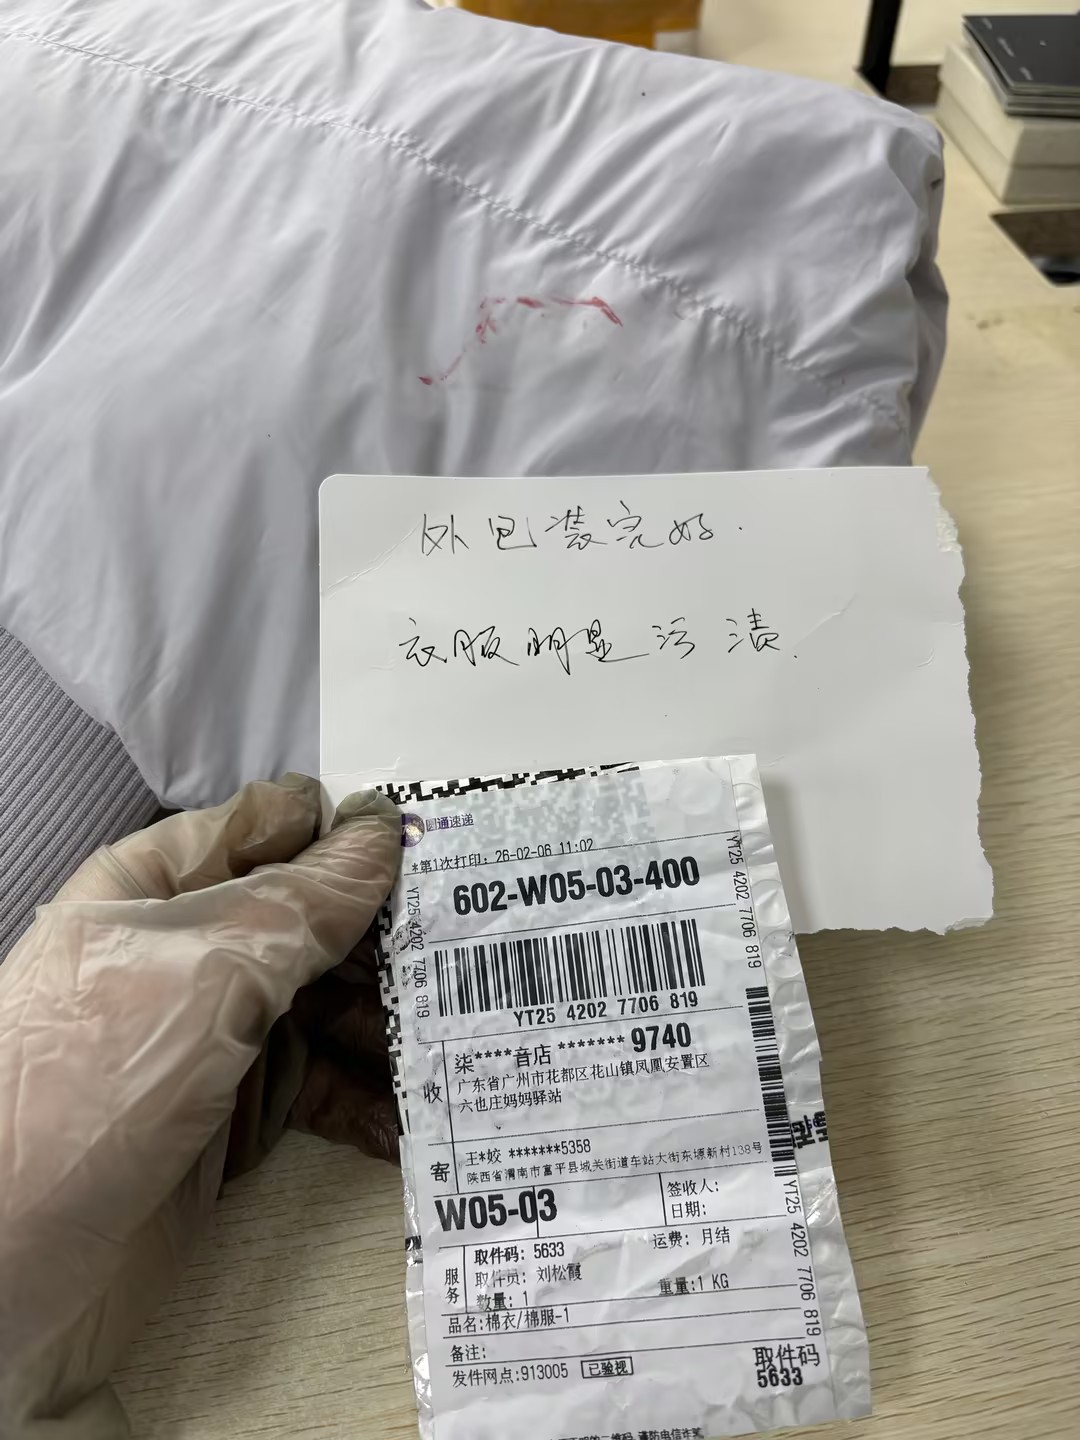 外包装完好.
衣服明显污渍.
圆通速递
*第1次打印: 26-02-06 11:02
602-W05-03-400
YT25 4202 7706 819
YT25 4202 7706 819
YT25 4202 7706 819
收
柒****音店 ******* 9740
广东省广州市花都区花山镇凤凰安置区
六也庄妈妈驿站
寄
王*姣 *******5358
陕西省渭南市富平县城关街道车站大街东塬新村138号
W05-03
签收人:
日期:
服务
取件码: 5633
运费: 月结
取件员: 刘松霞
数量: 1
重量:1 KG
品名:棉衣/棉服-1
备注:
发件网点:913005 已验视
取件码
5633
YT25 4202 7706 819